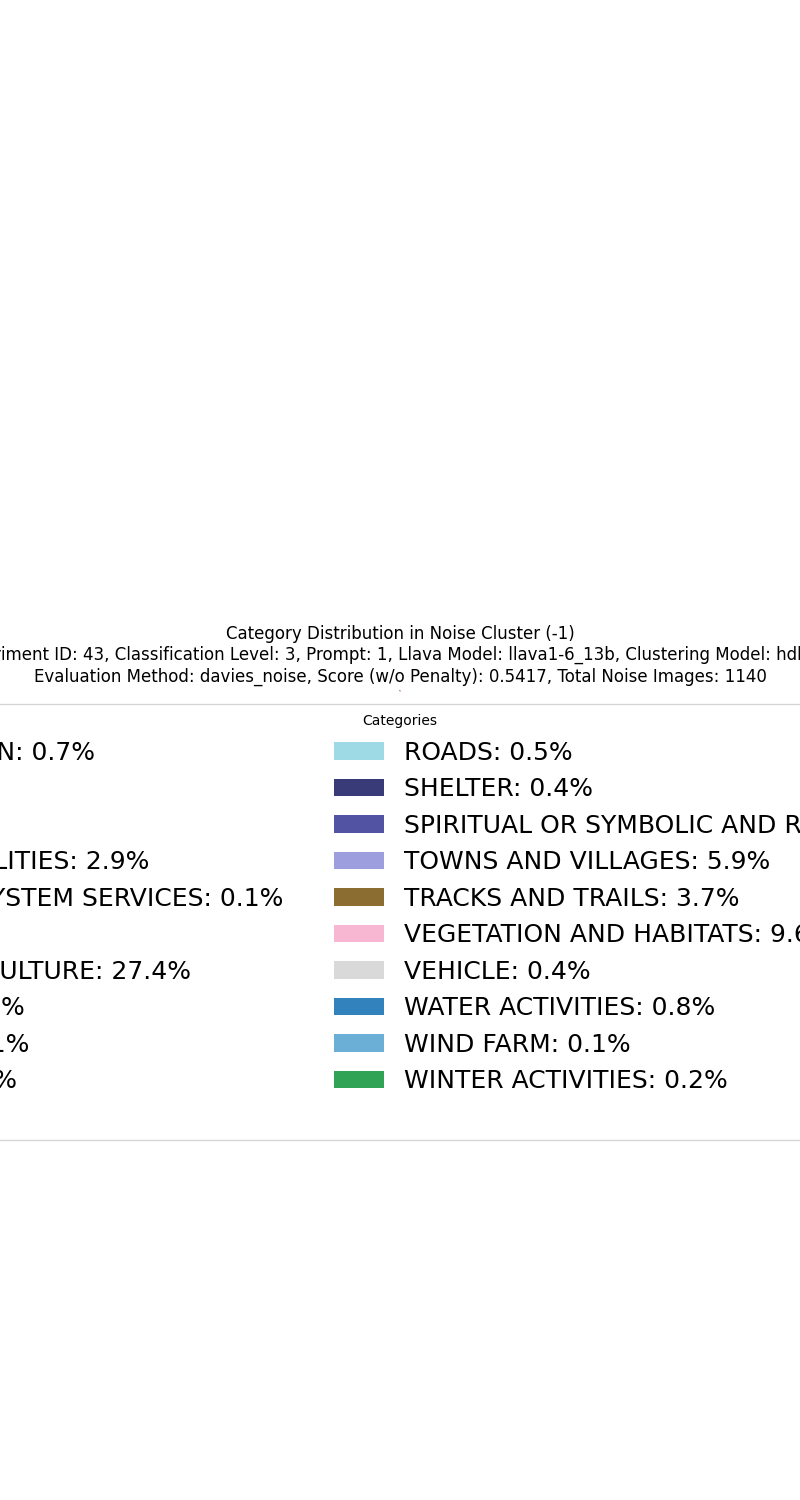 Category Distribution in Noise Cluster (-1)
riment ID: 43, Classification Level: 3, Prompt: 1, Llava Model: llava1-6_13b, Clustering Model: hdb
Evaluation Method: davies_noise, Score (w/o Penalty): 0.5417, Total Noise Images: 1140
Categories
N: 0.7% ROADS: 0.5%
SHELTER: 0.4%
SPIRITUAL OR SYMBOLIC AND R
LITIES: 2.9% TOWNS AND VILLAGES: 5.9%
YSTEM SERVICES: 0.1% TRACKS AND TRAILS: 3.7%
VEGETATION AND HABITATS: 9.6
ULTURE: 27.4% VEHICLE: 0.4%
% WATER ACTIVITIES: 0.8%
1% WIND FARM: 0.1%
% WINTER ACTIVITIES: 0.2%